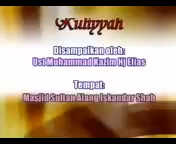 Kuliyyah
Disampaikan oleh:
Ust Muhammad Kazim Hj Elias
Tempat:
Masjid Sultan Alang Iskandar Shah